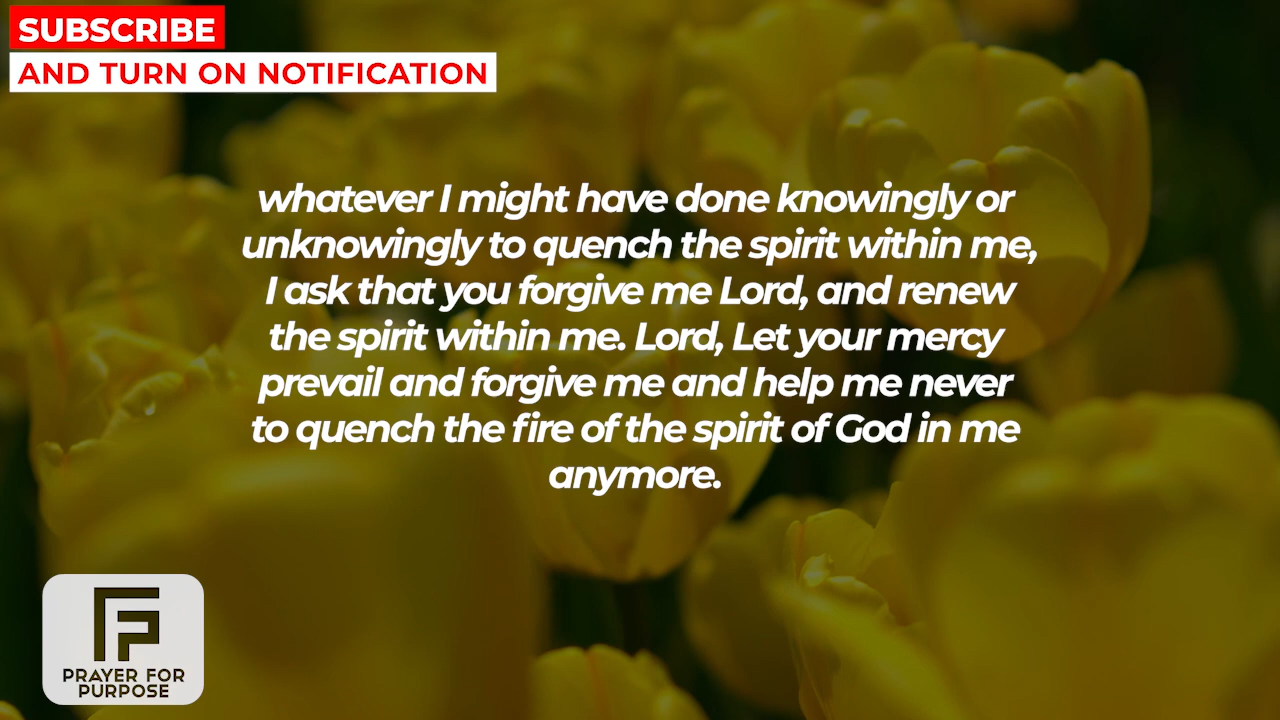 SUBSCRIBE
AND TURN ON NOTIFICATION
whatever I might have done knowingly or
unknowingly to quench the spirit within me,
I ask that you forgive me Lord, and renew
the spirit within me. Lord, Let your mercy
prevail and forgive me and help me never
to quench the fire of the spirit of God in me
anymore.
PRAYER FOR
PURPOSE